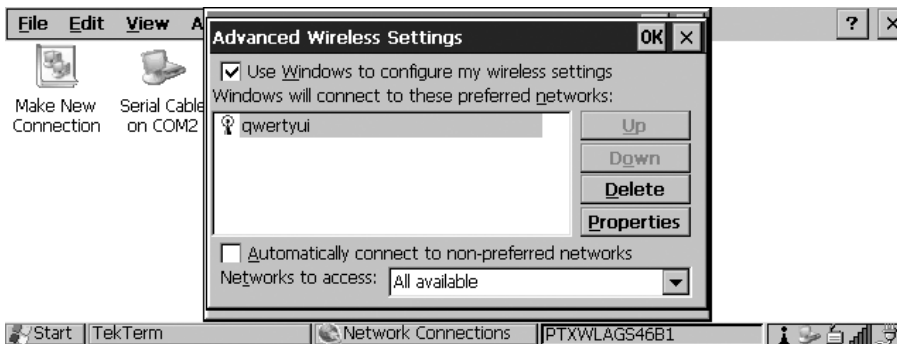 File Edit View A
? ×
Advanced Wireless Settings OK ×
Make New Connection
Serial Cable on COM2
Use Windows to configure my wireless settings
Windows will connect to these preferred networks:
qwertyui
Up
Down
Delete
Properties
Automatically connect to non-preferred networks
Networks to access: All available
Start TekTerm Network Connections PTXWLAGS46B1